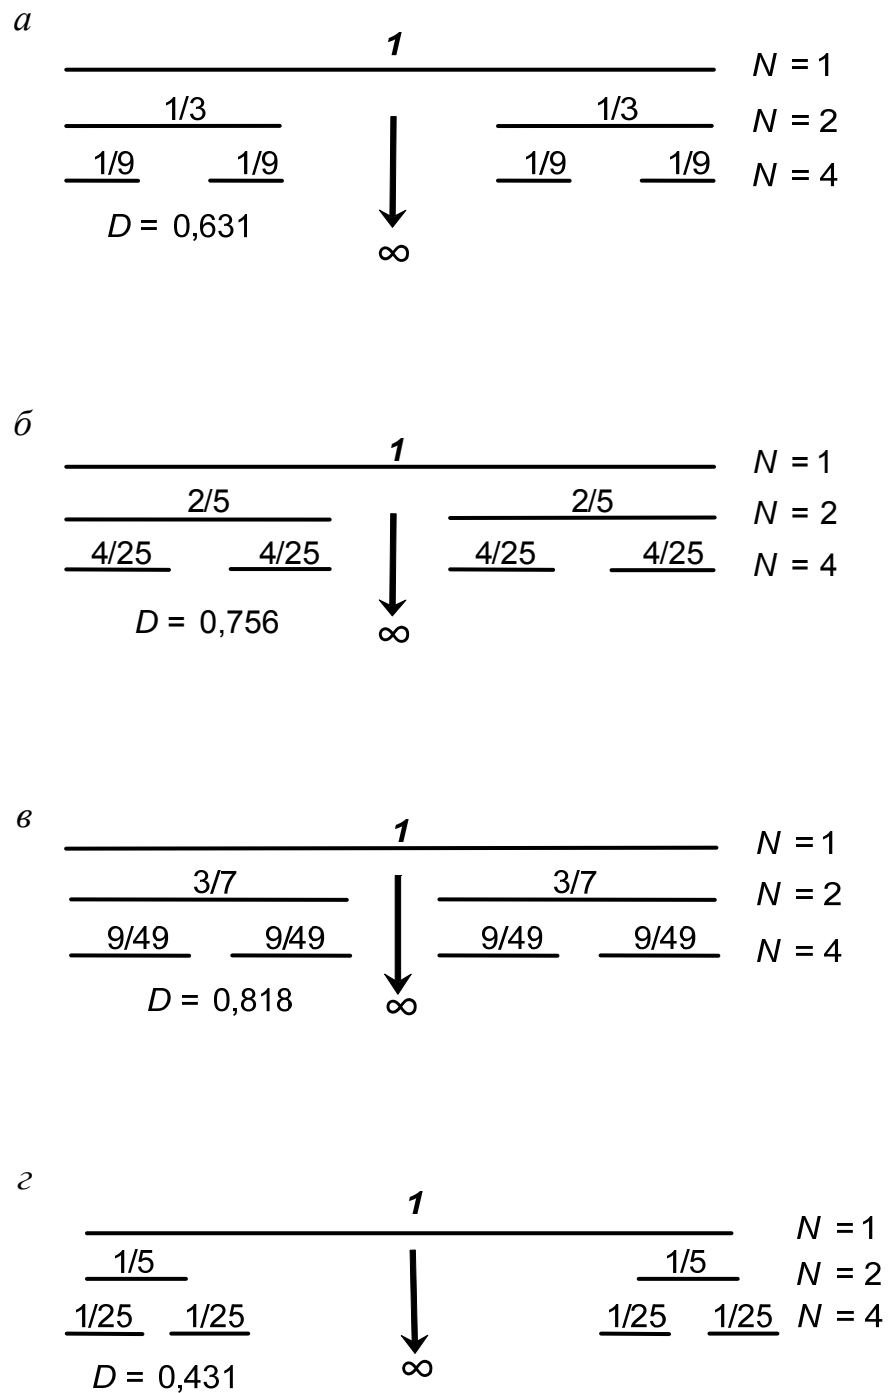 а
1
N = 1
1/3 1/3
N = 2
1/9 1/9 1/9 1/9
N = 4
D = 0,631
∞
б
1
N = 1
2/5 2/5
N = 2
4/25 4/25 4/25 4/25
N = 4
D = 0,756
∞
в
1
N = 1
3/7 3/7
N = 2
9/49 9/49 9/49 9/49
N = 4
D = 0,818
∞
г
1
N = 1
1/5 1/5
N = 2
1/25 1/25 1/25 1/25
N = 4
D = 0,431
∞